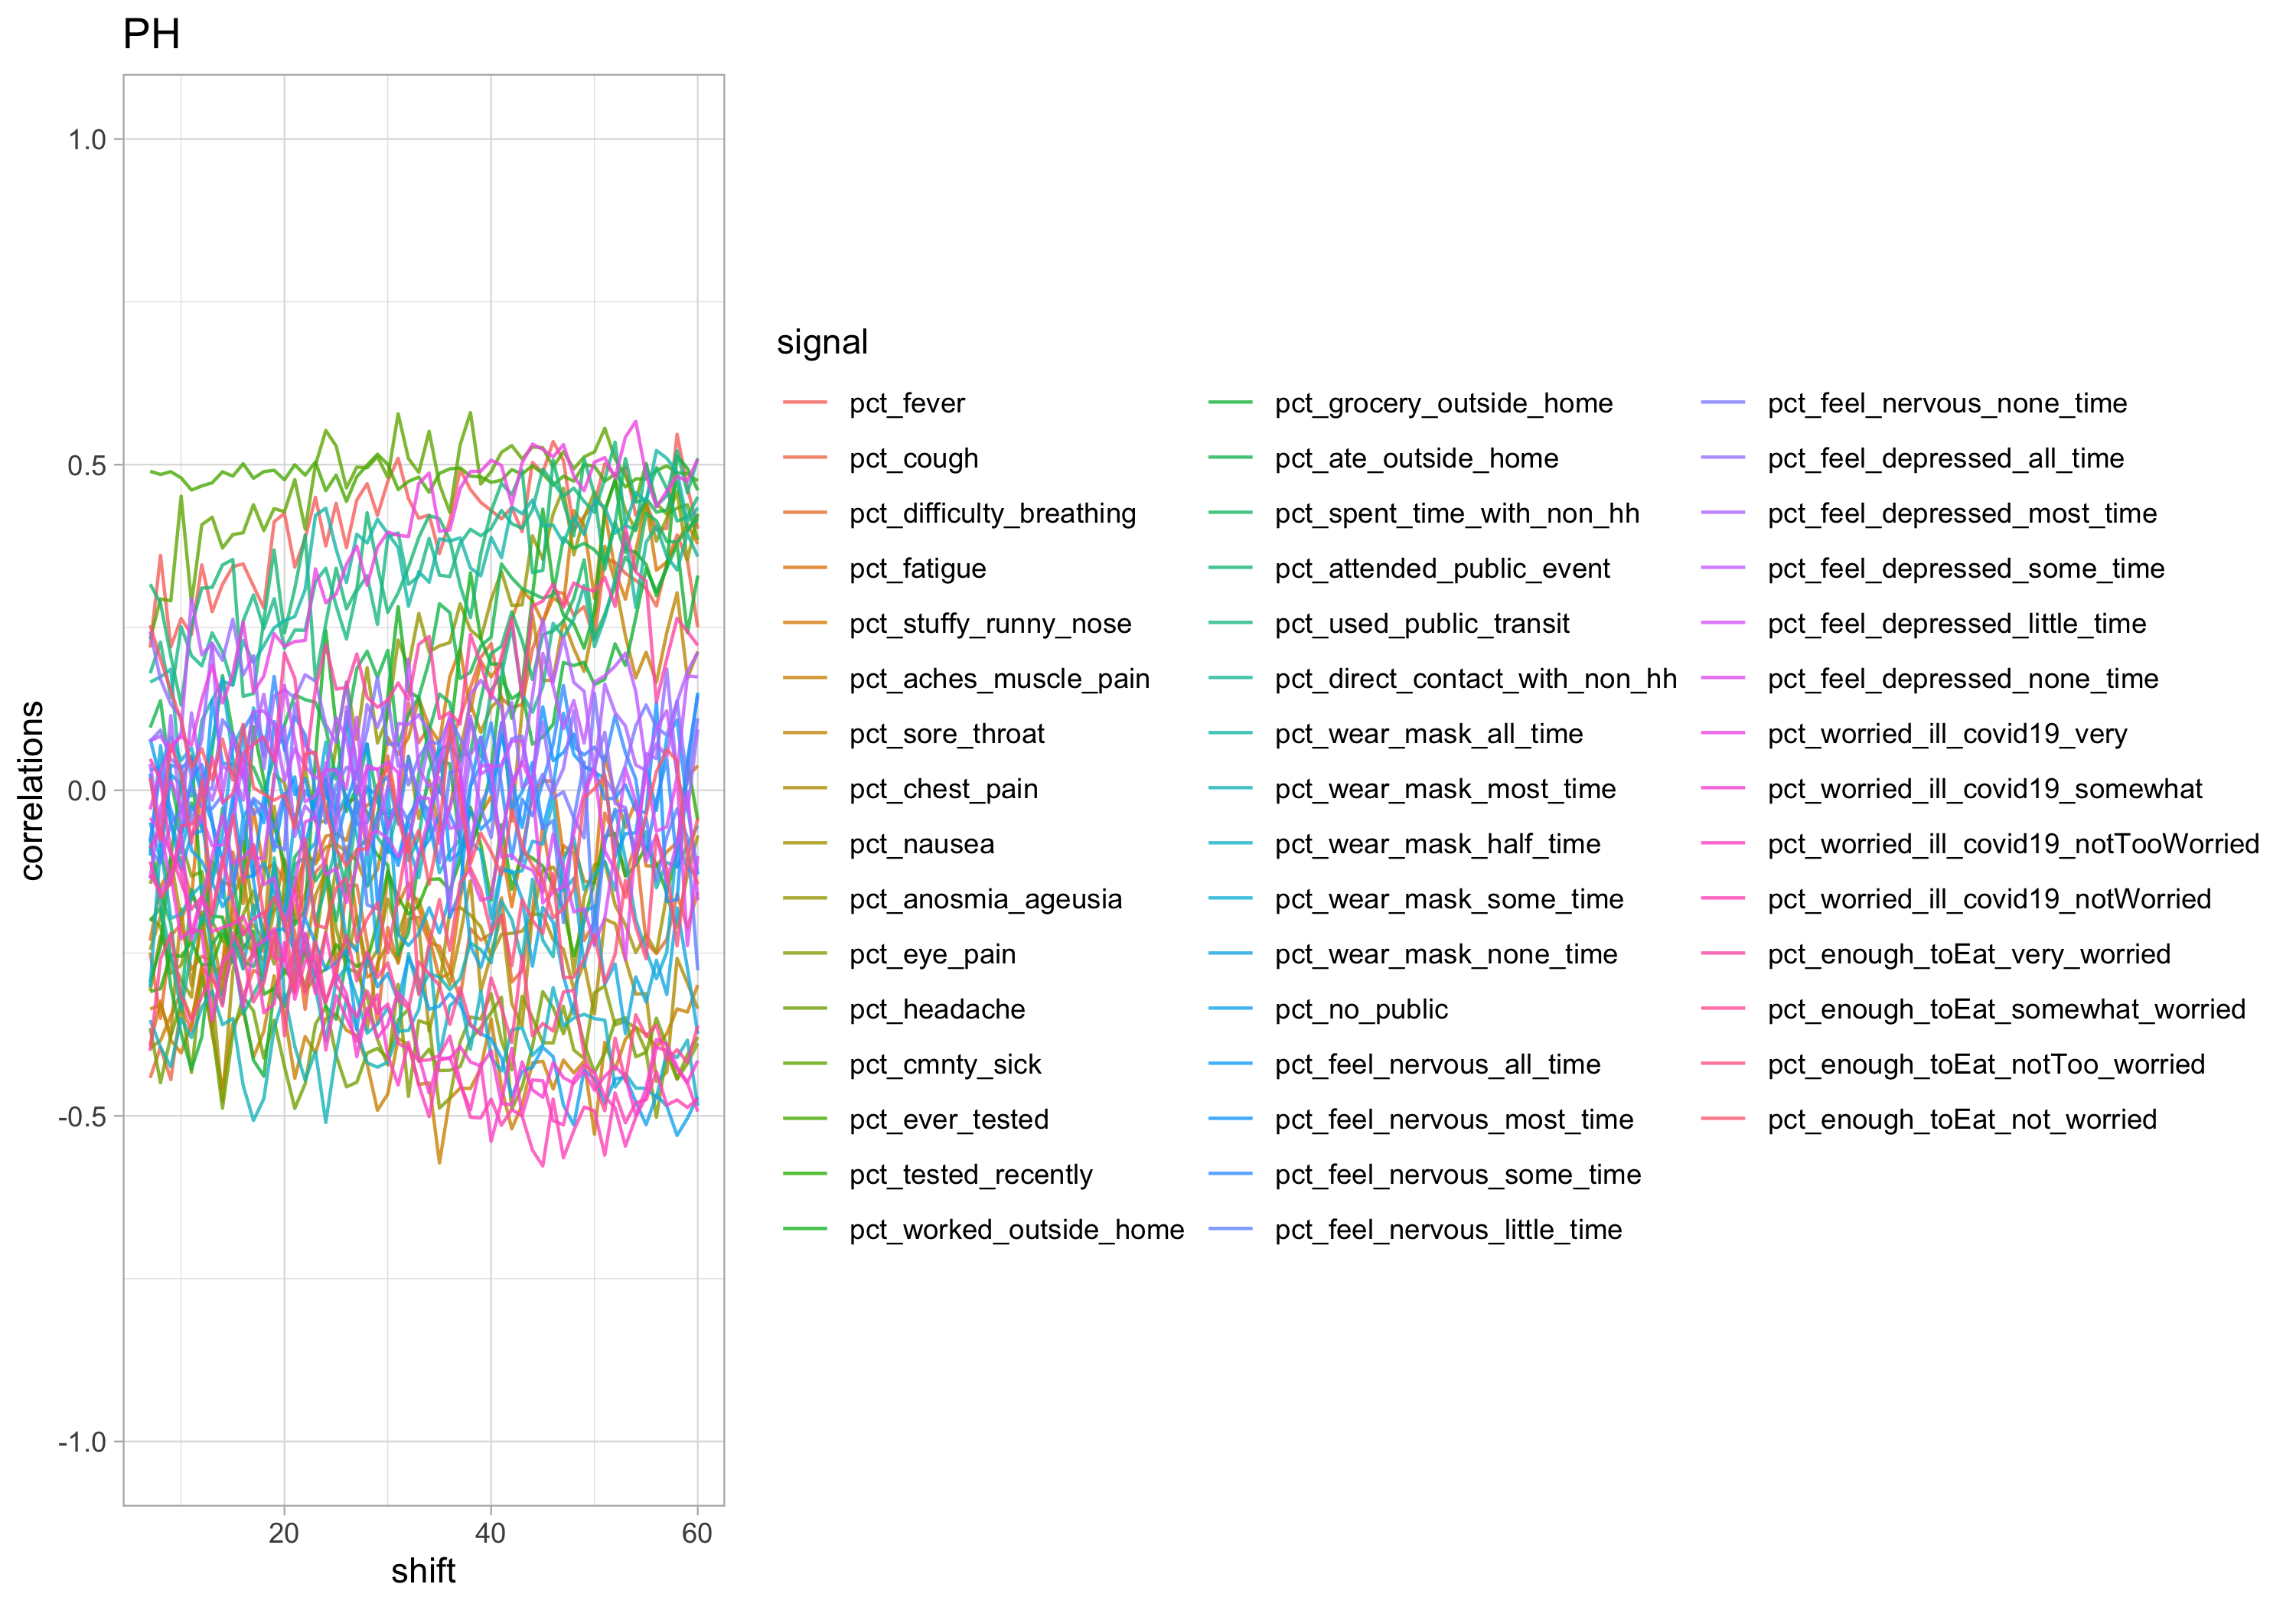 PH
1.0
0.5
0.0
-0.5
-1.0
correlations
20
40
60
shift
signal
pct_fever
pct_cough
pct_difficulty_breathing
pct_fatigue
pct_stuffy_runny_nose
pct_aches_muscle_pain
pct_sore_throat
pct_chest_pain
pct_nausea
pct_anosmia_ageusia
pct_eye_pain
pct_headache
pct_cmnty_sick
pct_ever_tested
pct_tested_recently
pct_worked_outside_home
pct_grocery_outside_home
pct_ate_outside_home
pct_spent_time_with_non_hh
pct_attended_public_event
pct_used_public_transit
pct_direct_contact_with_non_hh
pct_wear_mask_all_time
pct_wear_mask_most_time
pct_wear_mask_half_time
pct_wear_mask_some_time
pct_wear_mask_none_time
pct_no_public
pct_feel_nervous_all_time
pct_feel_nervous_most_time
pct_feel_nervous_some_time
pct_feel_nervous_little_time
pct_feel_nervous_none_time
pct_feel_depressed_all_time
pct_feel_depressed_most_time
pct_feel_depressed_some_time
pct_feel_depressed_little_time
pct_feel_depressed_none_time
pct_worried_ill_covid19_very
pct_worried_ill_covid19_somewhat
pct_worried_ill_covid19_notTooWorried
pct_worried_ill_covid19_notWorried
pct_enough_toEat_very_worried
pct_enough_toEat_somewhat_worried
pct_enough_toEat_notToo_worried
pct_enough_toEat_not_worried